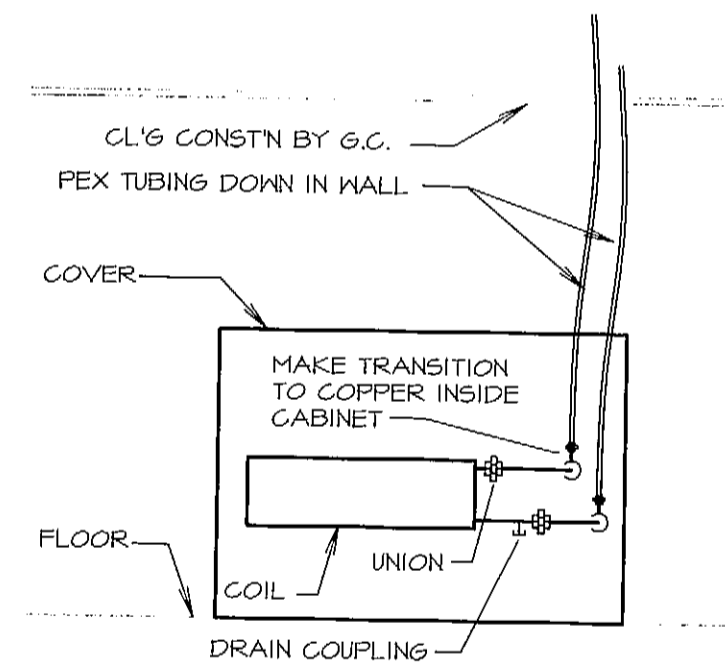 CL'G CONST'N BY G.C.
PEX TUBING DOWN IN WALL
COVER
MAKE TRANSITION
TO COPPER INSIDE
CABINET
FLOOR
UNION
COIL
DRAIN COUPLING